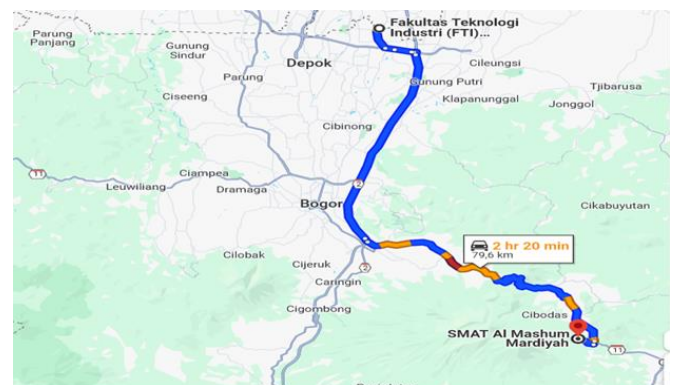 Parung
Panjang
Gunung
Sindur
Fakultas Teknologi
Industri (FTI)...
Depok
Cileungsi
Parung
Gunung Putri
Tjibarusa
Ciseeng
Klapanunggal
Jonggol
Cibinong
11
Ciampea
Leuwiliang
Dramaga
2
Bogor
Cikabuyutan
2 hr 20 min
79,6 km
Cilobak
Cijeruk
2
Caringin
Cigombong
Cibodas
SMAT Al Mashum
Mardiyah
11